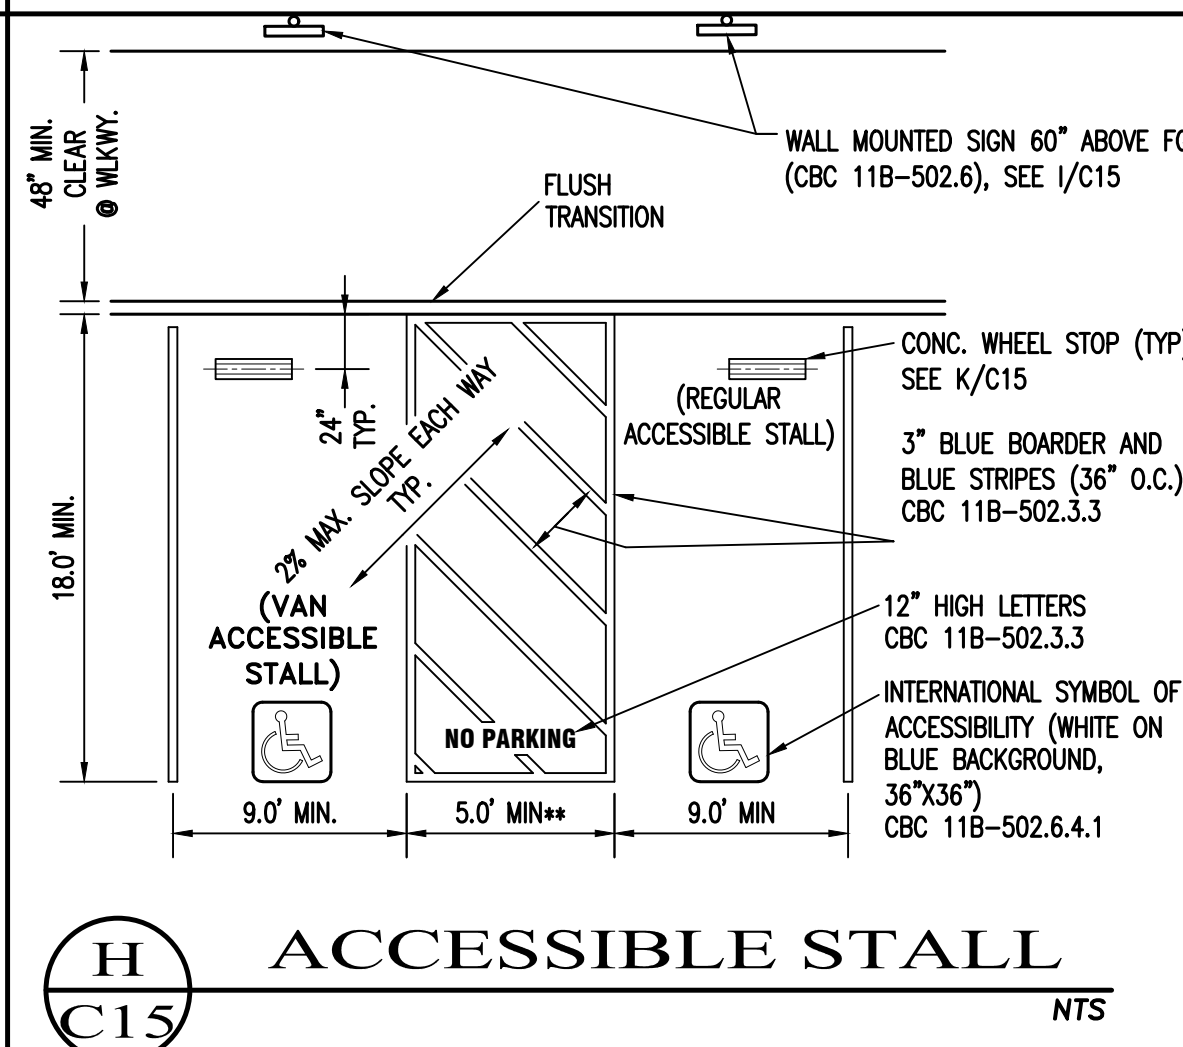 48” MIN.
CLEAR
@ WLKWY.
WALL MOUNTED SIGN 60” ABOVE
(CBC 11B-502.6), SEE I/C15
FLUSH
TRANSITION
CONC. WHEEL STOP (TYP)
SEE K/C15
24”
TYP.
(REGULAR
ACCESSIBLE STALL)
2% MAX. SLOPE EACH WAY
TYP.
3” BLUE BOARDER AND
BLUE STRIPES (36” O.C.)
CBC 11B-502.3.3
18.0’ MIN.
(VAN
ACCESSIBLE
STALL)
12” HIGH LETTERS
CBC 11B-502.3.3
INTERNATIONAL SYMBOL OF
ACCESSIBILITY (WHITE ON
BLUE BACKGROUND,
36”X36”)
CBC 11B-502.6.4.1
NO PARKING
9.0’ MIN.
5.0’ MIN**
9.0’ MIN
H
C15
ACCESSIBLE STALL
NTS